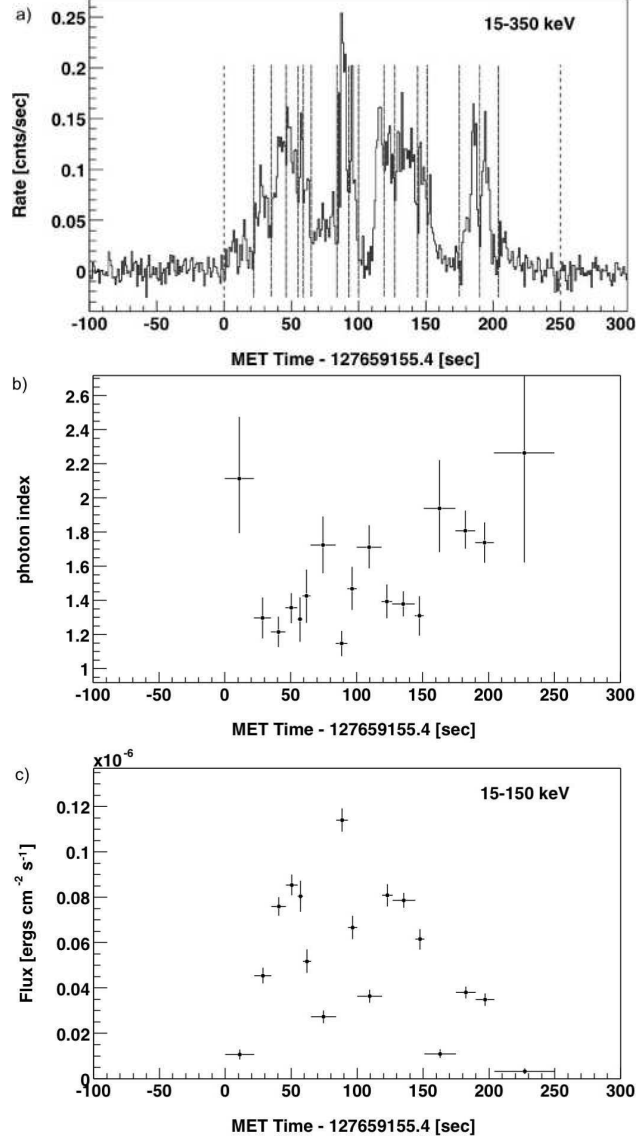 a)
15-350 keV
Rate [cnts/sec]
0.25
0.2
0.15
0.1
0.05
0
-100 -50 0 50 100 150 200 250 300
MET Time - 127659155.4 [sec]
b)
photon index
2.6
2.4
2.2
2
1.8
1.6
1.4
1.2
1
-100 -50 0 50 100 150 200 250 300
MET Time - 127659155.4 [sec]
c)
x10⁻⁶
15-150 keV
Flux [ergs cm⁻² s⁻¹]
0.12
0.1
0.08
0.06
0.04
0.02
0
-100 -50 0 50 100 150 200 250 300
MET Time - 127659155.4 [sec]